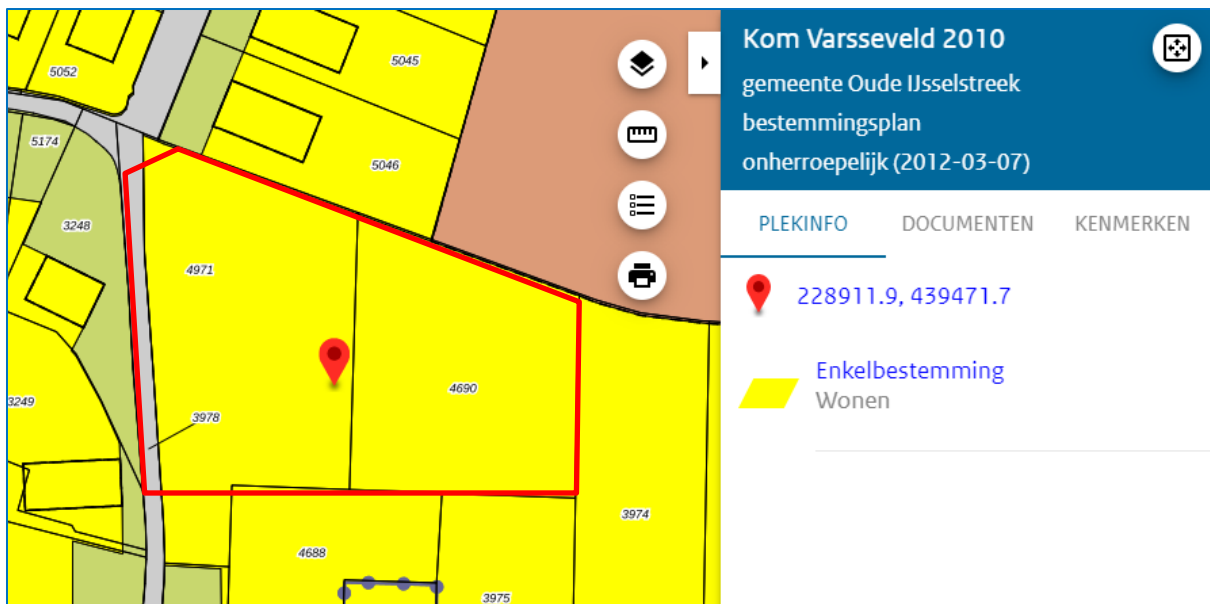 5052
5045
5174
5046
3248
4971
4690
3249
3978
3974
4688
3975
Kom Varsseveld 2010
gemeente Oude IJsselstreek
bestemmingsplan
onherroepelijk (2012-03-07)
PLEKINFO DOCUMENTEN KENMERKEN
228911.9, 439471.7
Enkelbestemming
Wonen